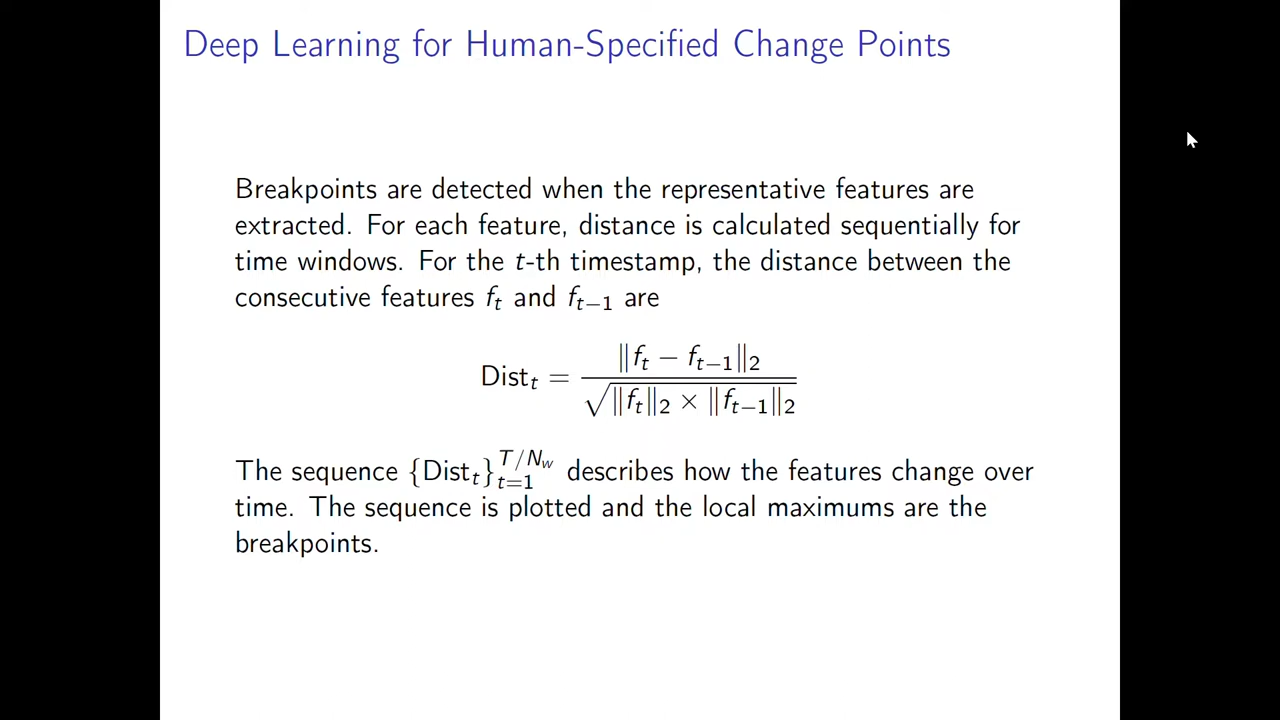 Deep Learning for Human-Specified Change Points
Breakpoints are detected when the representative features are
extracted. For each feature, distance is calculated sequentially for
time windows. For the t-th timestamp, the distance between the
consecutive features f_t and f_{t−1} are
Dist_t = \frac{‖f_t − f_{t−1}‖_2}{\sqrt{‖f_t‖_2 × ‖f_{t−1}‖_2}}
The sequence {Dist_t}_{t=1}^{T/N_w} describes how the features change over
time. The sequence is plotted and the local maximums are the
breakpoints.